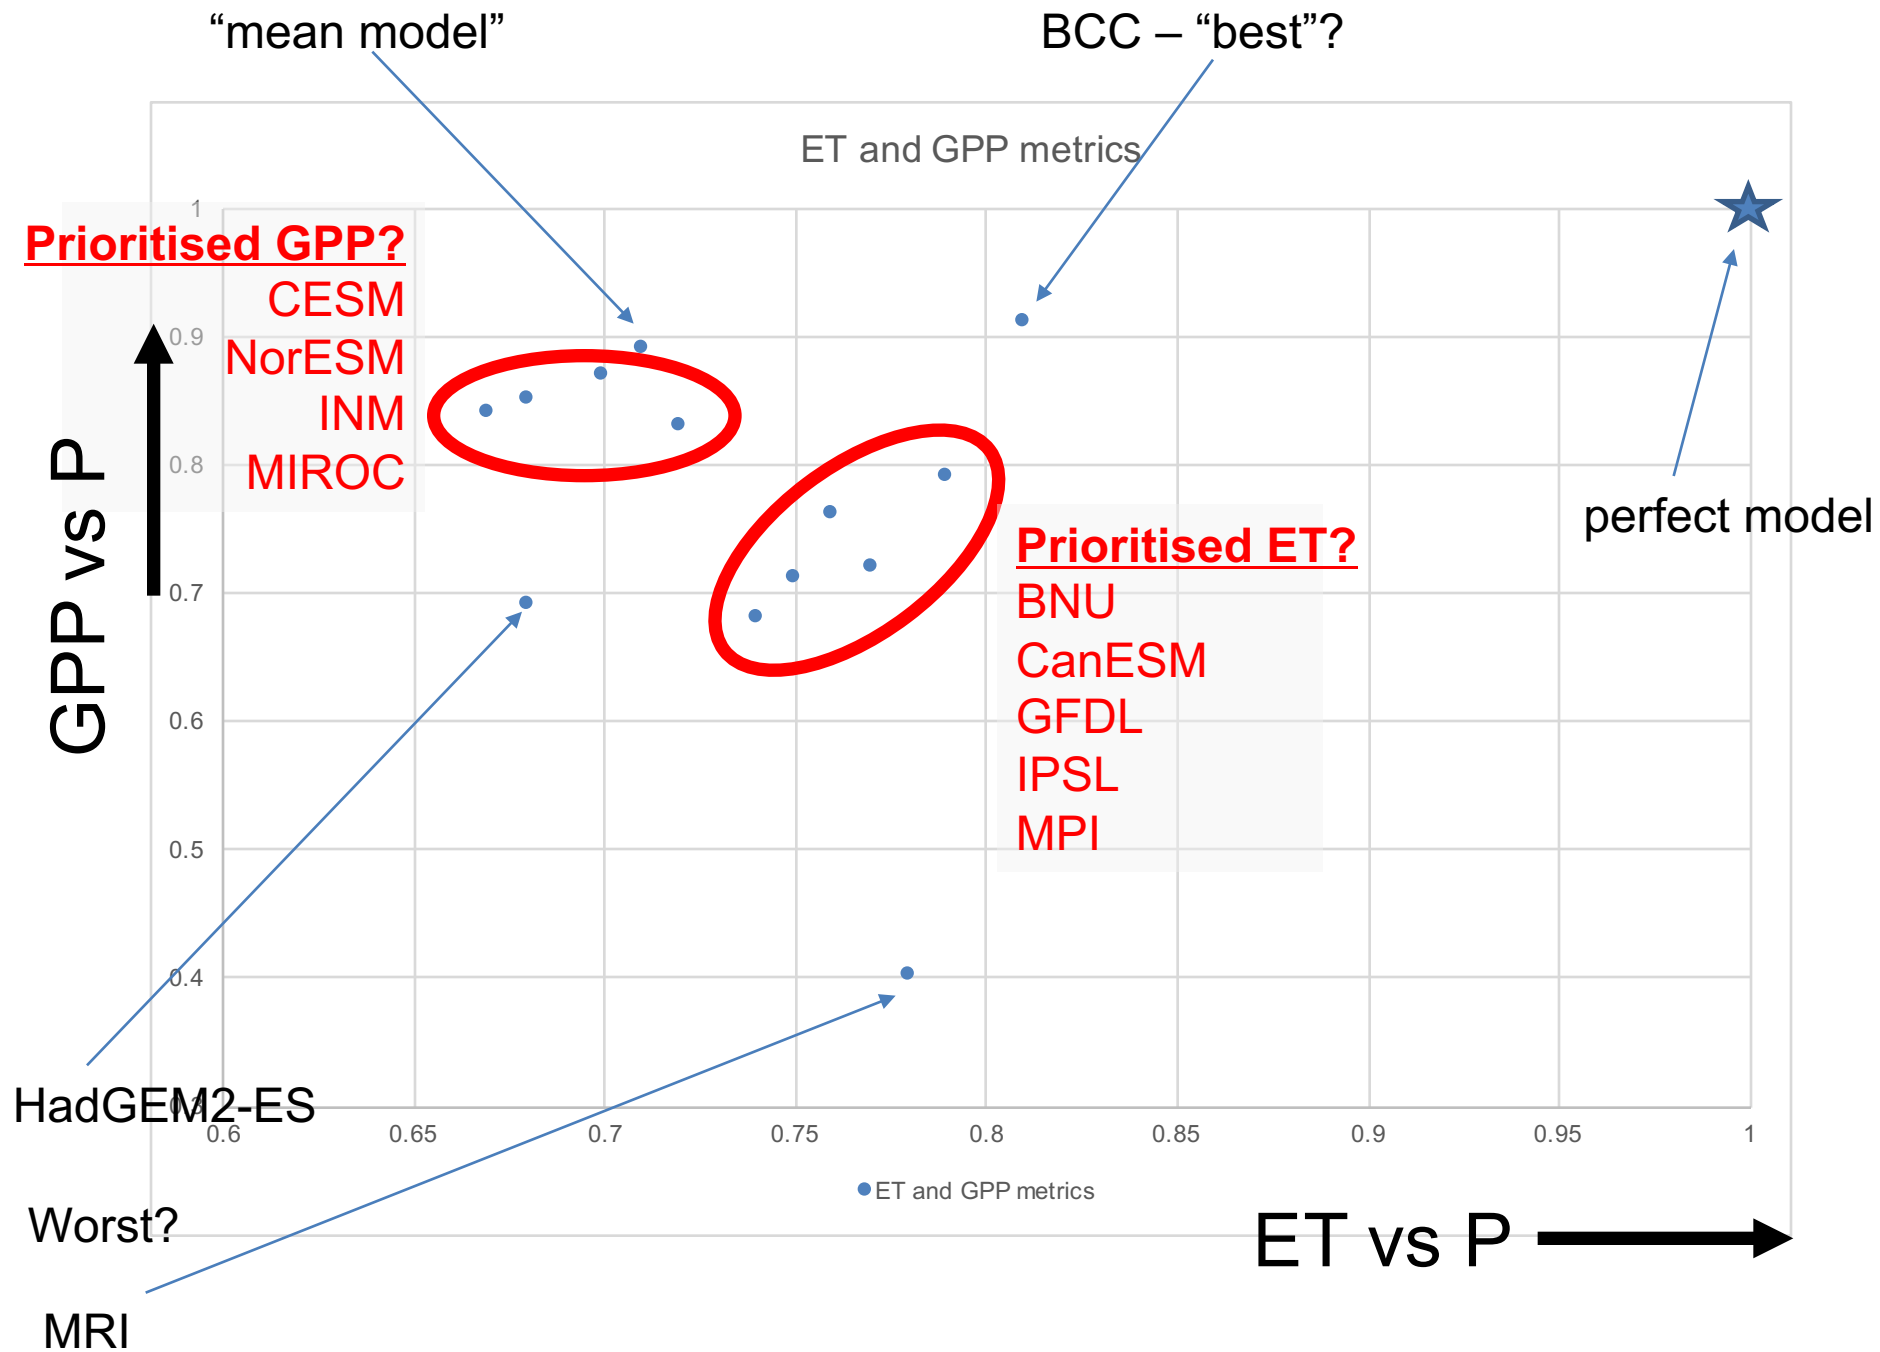 “mean model”
BCC – “best”?
ET and GPP metrics
1
0.9
0.8
0.7
0.6
0.5
0.4
0.3
Prioritised GPP?
CESM
NorESM
INM
MIROC
GPP vs P
perfect model
Prioritised ET?
BNU
CanESM
GFDL
IPSL
MPI
HadGEM2-ES
0.6 0.65 0.7 0.75 0.8 0.85 0.9 0.95 1
ET and GPP metrics
Worst?
ET vs P
MRI